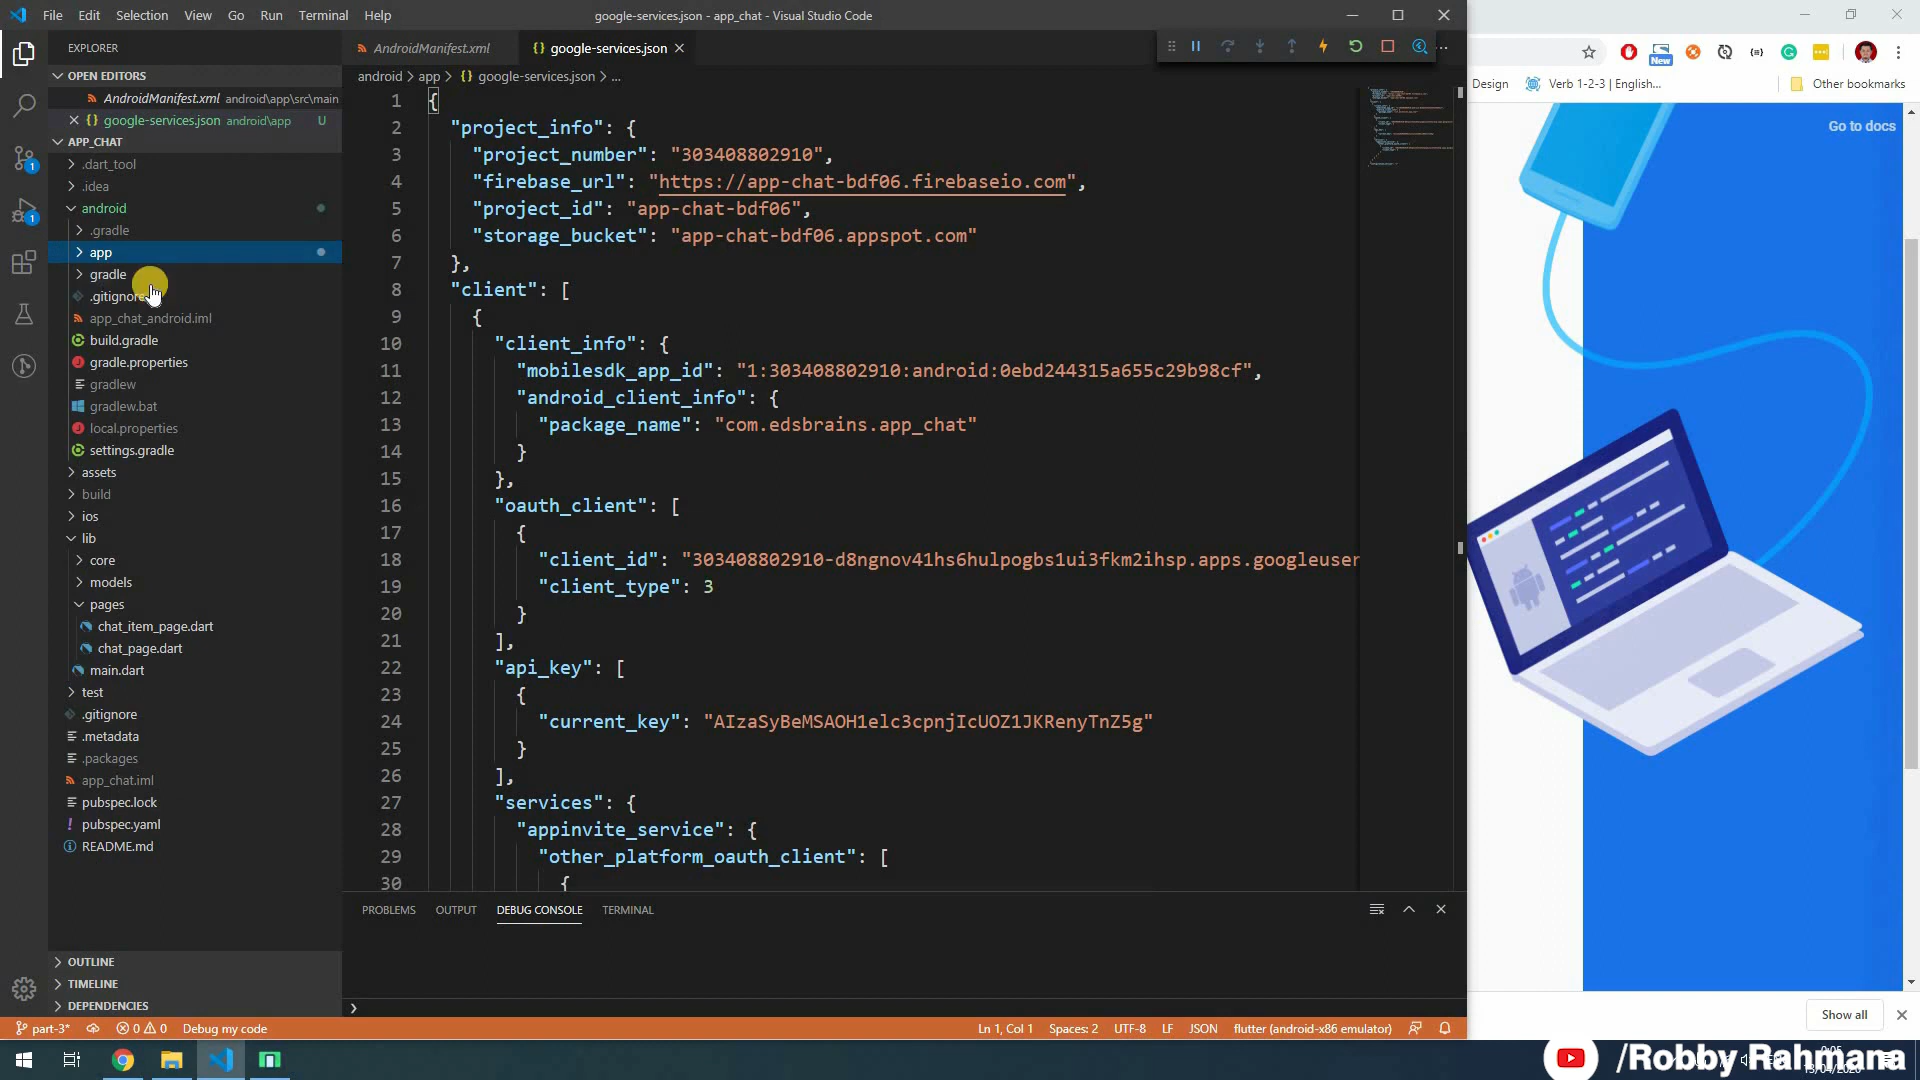 File Edit Selection View Go Run Terminal Help
google-services.json - app_chat - Visual Studio Code
EXPLORER
OPEN EDITORS
AndroidManifest.xml android\app\src\main
google-services.json android\app U
APP_CHAT
.dart_tool
.idea
android
.gradle
app
gradle
.gitignore
app_chat_android.iml
build.gradle
gradle.properties
gradlew
gradlew.bat
local.properties
settings.gradle
assets
build
ios
lib
core
models
pages
chat_item_page.dart
chat_page.dart
main.dart
test
.gitignore
.metadata
.packages
app_chat.iml
pubspec.lock
pubspec.yaml
README.md
OUTLINE
TIMELINE
DEPENDENCIES
AndroidManifest.xml
google-services.json
android > app > {} google-services.json > ...
1 {
2 "project_info": {
3 "project_number": "303408802910",
4 "firebase_url": "https://app-chat-bdf06.firebaseio.com",
5 "project_id": "app-chat-bdf06",
6 "storage_bucket": "app-chat-bdf06.appspot.com"
7 },
8 "client": [
9 {
10 "client_info": {
11 "mobilesdk_app_id": "1:303408802910:android:0ebd244315a655c29b98cf",
12 "android_client_info": {
13 "package_name": "com.edsbrains.app_chat"
14 }
15 },
16 "oauth_client": [
17 {
18 "client_id": "303408802910-d8ngnov41hs6hulpogbs1ui3fkm2ihsp.apps.googleuser
19 "client_type": 3
20 }
21 ],
22 "api_key": [
23 {
24 "current_key": "AIzaSyBeMSAOH1elc3cpnjIcUOZ1JKRenyTnZ5g"
25 }
26 ],
27 "services": {
28 "appinvite_service": {
29 "other_platform_oauth_client": [
30 {
PROBLEMS OUTPUT DEBUG CONSOLE TERMINAL
part-3* 0 0 Debug my code
Ln 1, Col 1 Spaces: 2 UTF-8 LF JSON flutter (android-x86 emulator)
New
Design Verb 1-2-3 | English... Other bookmarks
Go to docs
Show all
/Robby Rahmana